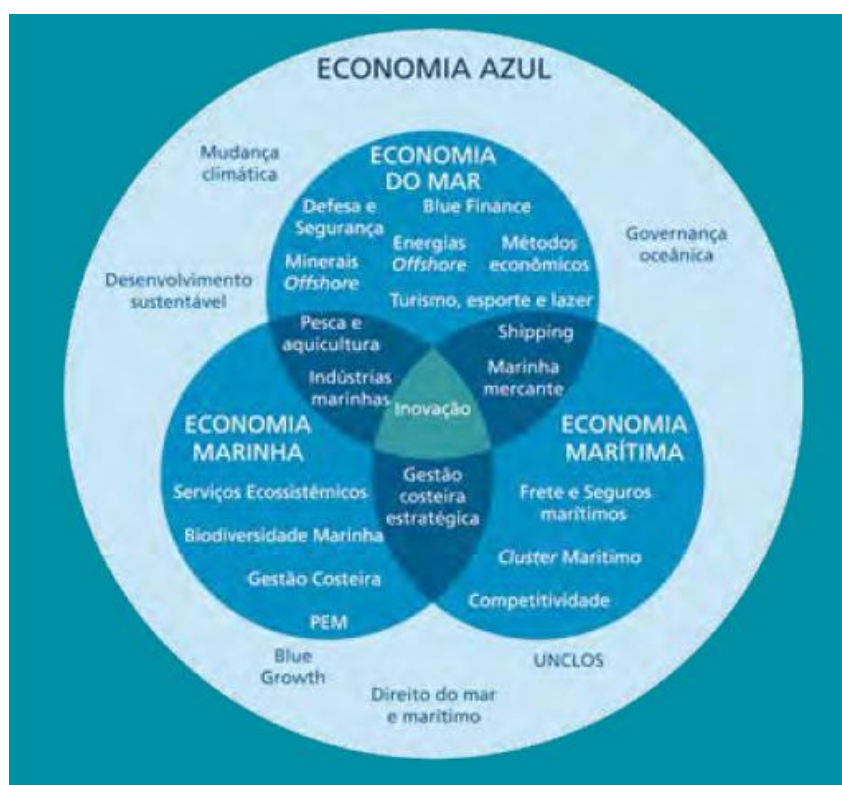 ECONOMIA AZUL
Mudança
climática
Desenvolvimento
sustentável
Governança
oceânica
ECONOMIA
DO MAR
Defesa e
Segurança
Blue Finance
Minerais
Offshore
Energias
Offshore
Métodos
econômicos
Turismo, esporte e lazer
Pesca e
aquicultura
Indústrias
marinhas
Shipping
Marinha
mercante
Inovação
ECONOMIA
MARINHA
Serviços Ecossistêmicos
Biodiversidade Marinha
Gestão Costeira
PEM
Gestão
costeira
estratégica
ECONOMIA
MARÍTIMA
Frete e Seguros
marítimos
Cluster Marítimo
Competitividade
Blue
Growth
Direito do mar
e marítimo
UNCLOS